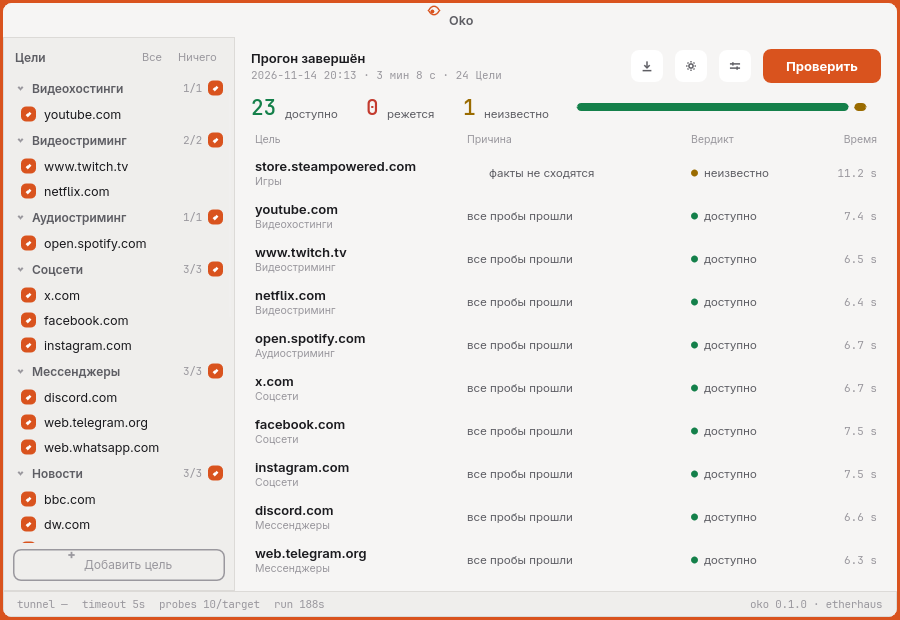 Oko
Цели Все Ничего
Видеохостинги 1/1
youtube.com
Видеостриминг 2/2
www.twitch.tv
netflix.com
Аудиостриминг 1/1
open.spotify.com
Соцсети 3/3
x.com
facebook.com
instagram.com
Мессенджеры 3/3
discord.com
web.telegram.org
web.whatsapp.com
Новости 3/3
bbc.com
dw.com
+ Добавить цель
Прогон завершён
2026-11-14 20:13 · 3 мин 8 с · 24 Цели
Проверить
23 доступно 0 режется 1 неизвестно
Цель Причина Вердикт Время
store.steampowered.com факты не сходятся неизвестно 11.2 s
Игры
youtube.com все пробы прошли доступно 7.4 s
Видеохостинги
www.twitch.tv все пробы прошли доступно 6.5 s
Видеостриминг
netflix.com все пробы прошли доступно 6.4 s
Видеостриминг
open.spotify.com все пробы прошли доступно 6.7 s
Аудиостриминг
x.com все пробы прошли доступно 6.7 s
Соцсети
facebook.com все пробы прошли доступно 7.5 s
Соцсети
instagram.com все пробы прошли доступно 7.5 s
Соцсети
discord.com все пробы прошли доступно 6.6 s
Мессенджеры
web.telegram.org все пробы прошли доступно 6.3 s
Мессенджеры
tunnel — timeout 5s probes 10/target run 188s oko 0.1.0 · etherhaus